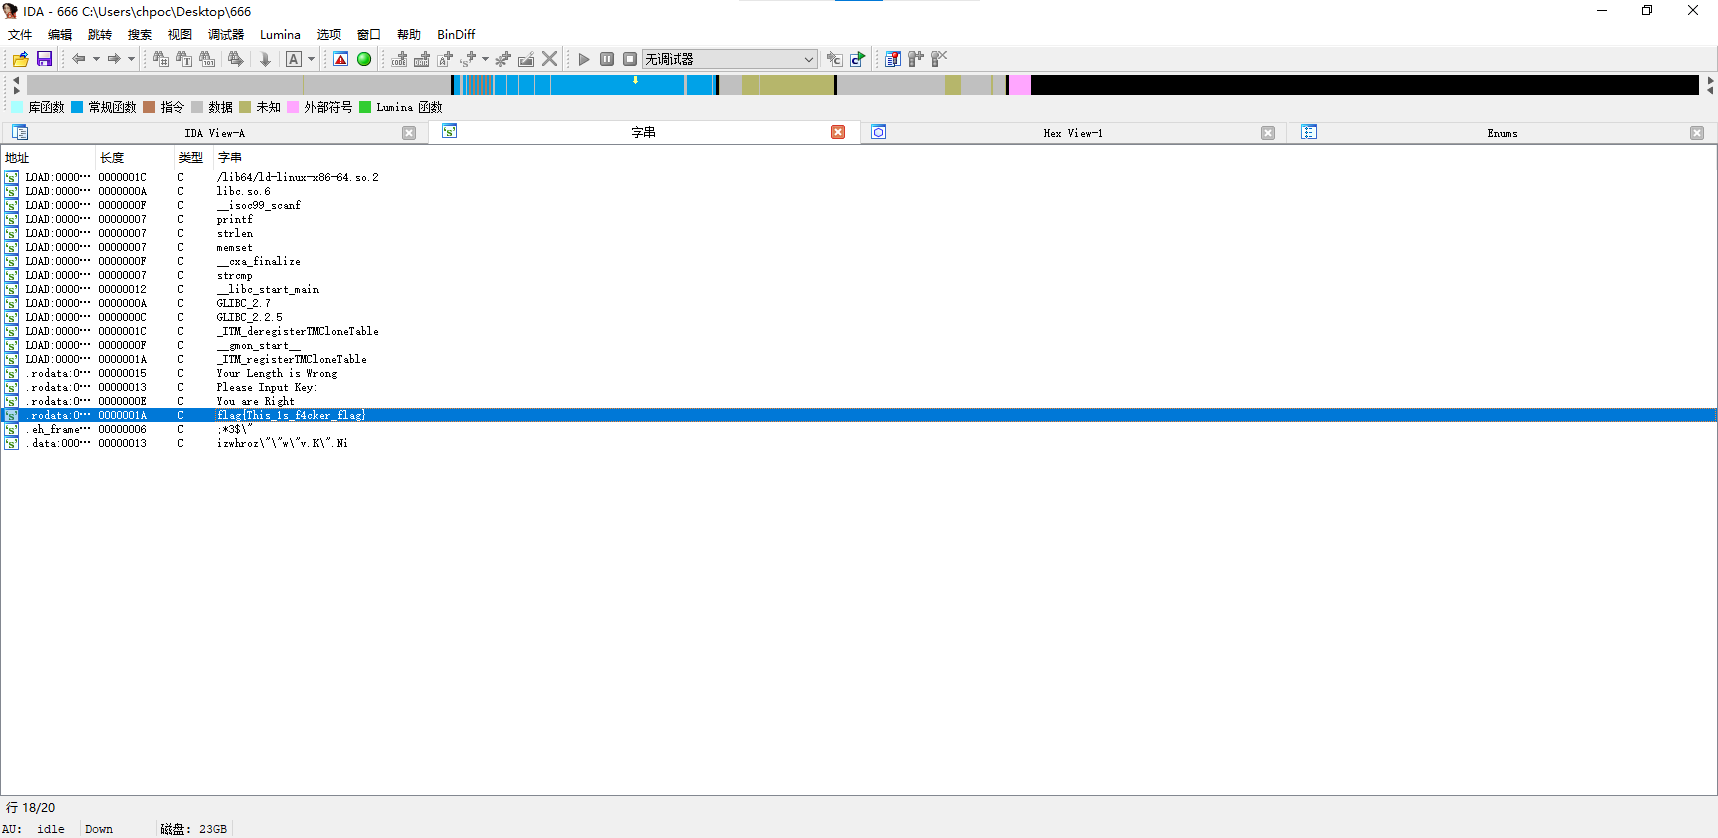 IDA - 666 C:\Users\chpoc\Desktop\666
文件 编辑 跳转 搜索 视图 调试器 Lumina 选项 窗口 帮助 BinDiff
无调试器
库函数 常规函数 指令 数据 未知 外部符号 Lumina 函数
IDA View-A 字串 Hex View-1 Enums
地址 长度 类型 字串
LOAD:0000… 0000001C C /lib64/ld-linux-x86-64.so.2
LOAD:0000… 0000000A C libc.so.6
LOAD:0000… 0000000F C __isoc99_scanf
LOAD:0000… 00000007 C printf
LOAD:0000… 00000007 C strlen
LOAD:0000… 00000007 C memset
LOAD:0000… 0000000F C __cxa_finalize
LOAD:0000… 00000007 C strcmp
LOAD:0000… 00000012 C __libc_start_main
LOAD:0000… 0000000A C GLIBC_2.7
LOAD:0000… 0000000C C GLIBC_2.2.5
LOAD:0000… 0000001C C _ITM_deregisterTMCloneTable
LOAD:0000… 0000000F C __gmon_start__
LOAD:0000… 0000001A C _ITM_registerTMCloneTable
.rodata:0… 00000015 C Your Length is Wrong
.rodata:0… 00000013 C Please Input Key:
.rodata:0… 0000000E C You are Right
.rodata:0… 0000001A C flag{This_1s_f4cker_flag}
.eh_frame… 00000006 C ;*3$\"
.data:000… 00000013 C izwhroz\"\"w\"v.K\".Ni
行 18/20
AU: idle Down 磁盘: 23GB